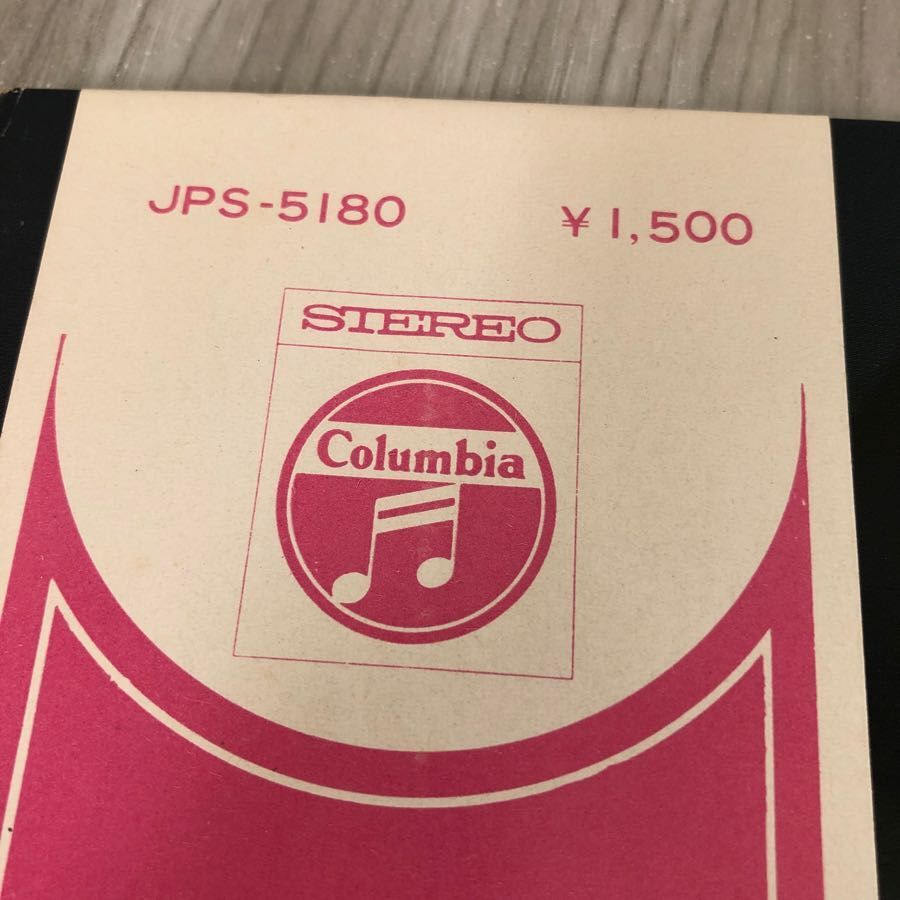 JPS-5180 ¥1,500
STEREO
Columbia